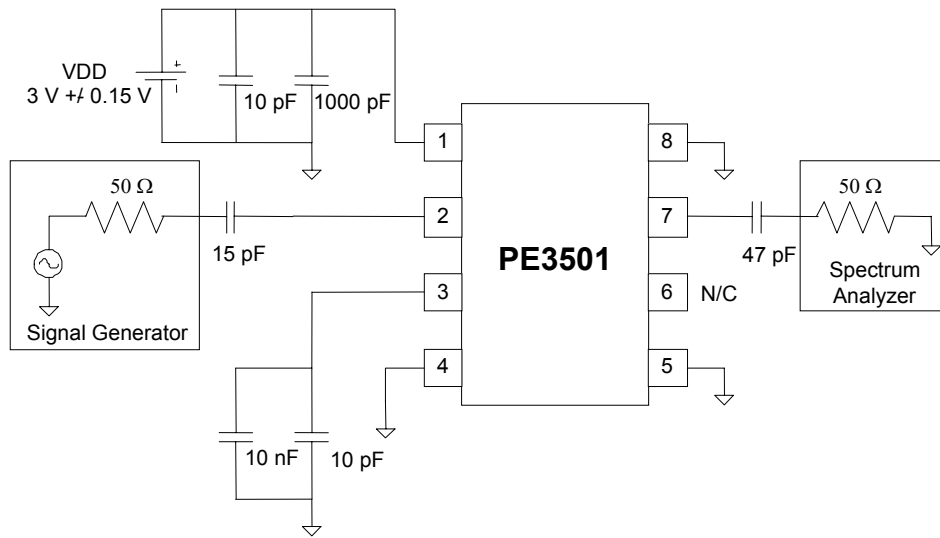 VDD
3 V +/- 0.15 V
10 pF
1000 pF
1
8
50 Ω
15 pF
Signal Generator
2
7
47 pF
50 Ω
Spectrum
Analyzer
PE3501
3
6
N/C
4
5
10 nF
10 pF